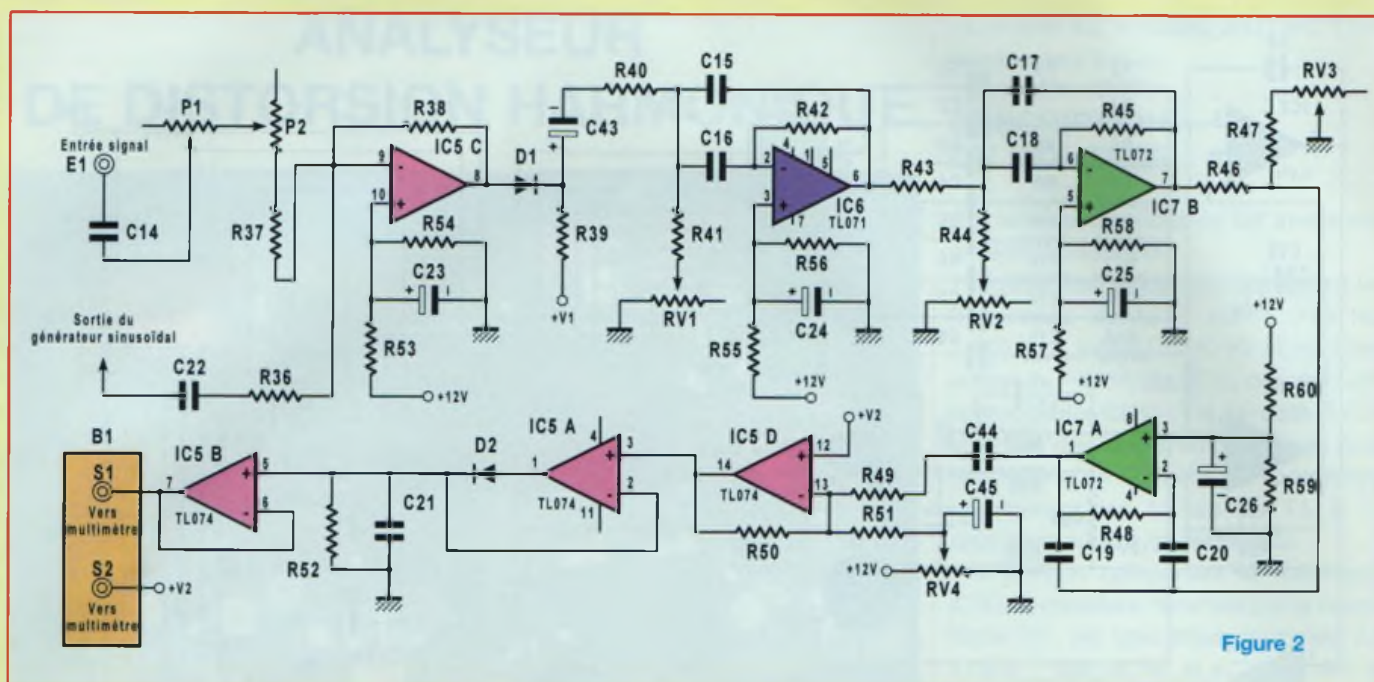 ANALYSEUR
DE DISTORSION HARMONIQUE
P1
P2
Entrée signal
E1
C14
R37
R38
IC5 C
9
10
8
D1
R54
C23
R53
+12V
C43
R39
+V1
R40
C15
C16
R41
RV1
R42
4
1
5
2
3
6
7
IC6
TL071
R56
C24
R55
+12V
R43
C17
C18
R44
RV2
R45
TL072
6
5
7
IC7 B
R58
C25
R57
+12V
R46
R47
RV3
Sortie du
générateur sinusoïdal
C22
R36
B1
S1
Vers
multimètre
S2
Vers
multimètre
+V2
IC5 B
7
5
6
TL074
R52
C21
D2
IC5 A
4
3
1
2
11
TL074
IC5 D
+V2
12
14
13
TL074
R50
R49
R51
C44
C45
+12V
RV4
IC7 A
8
3
1
2
4
TL072
R48
C19
C20
+12V
R60
C26
R59
Figure 2